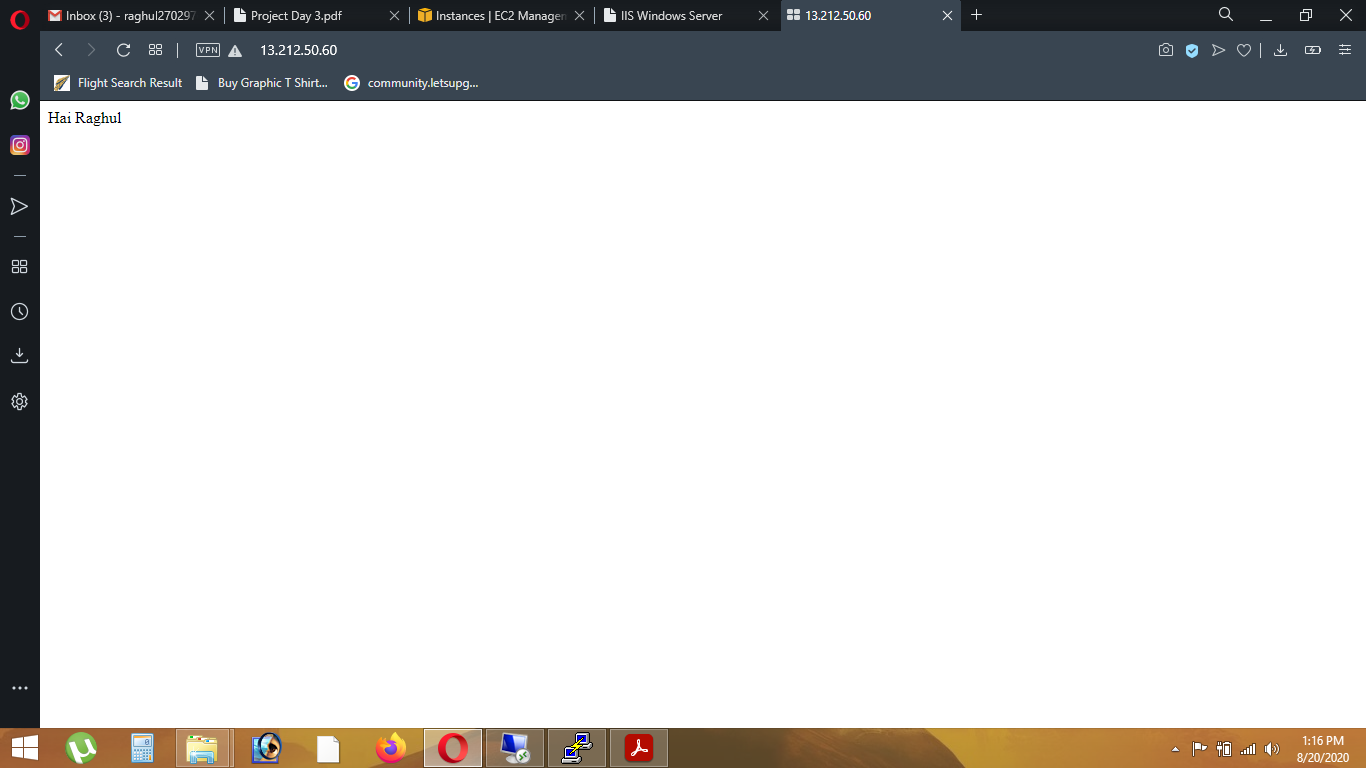 Inbox (3) - raghul270297
Project Day 3.pdf
Instances | EC2 Managem
IIS Windows Server
13.212.50.60
VPN
13.212.50.60
Flight Search Result
Buy Graphic T Shirt...
community.letsupg...
Hai Raghul
1:16 PM
8/20/2020